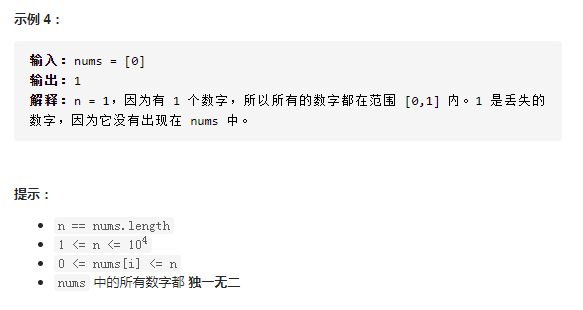 示例 4：
输入：nums = [0]
输出：1
解释：n = 1，因为有 1 个数字，所以所有的数字都在范围 [0,1] 内。1 是丢失的
数字，因为它没有出现在 nums 中。
提示：
n == nums.length
1 <= n <= 10⁴
0 <= nums[i] <= n
nums 中的所有数字都 独一无二